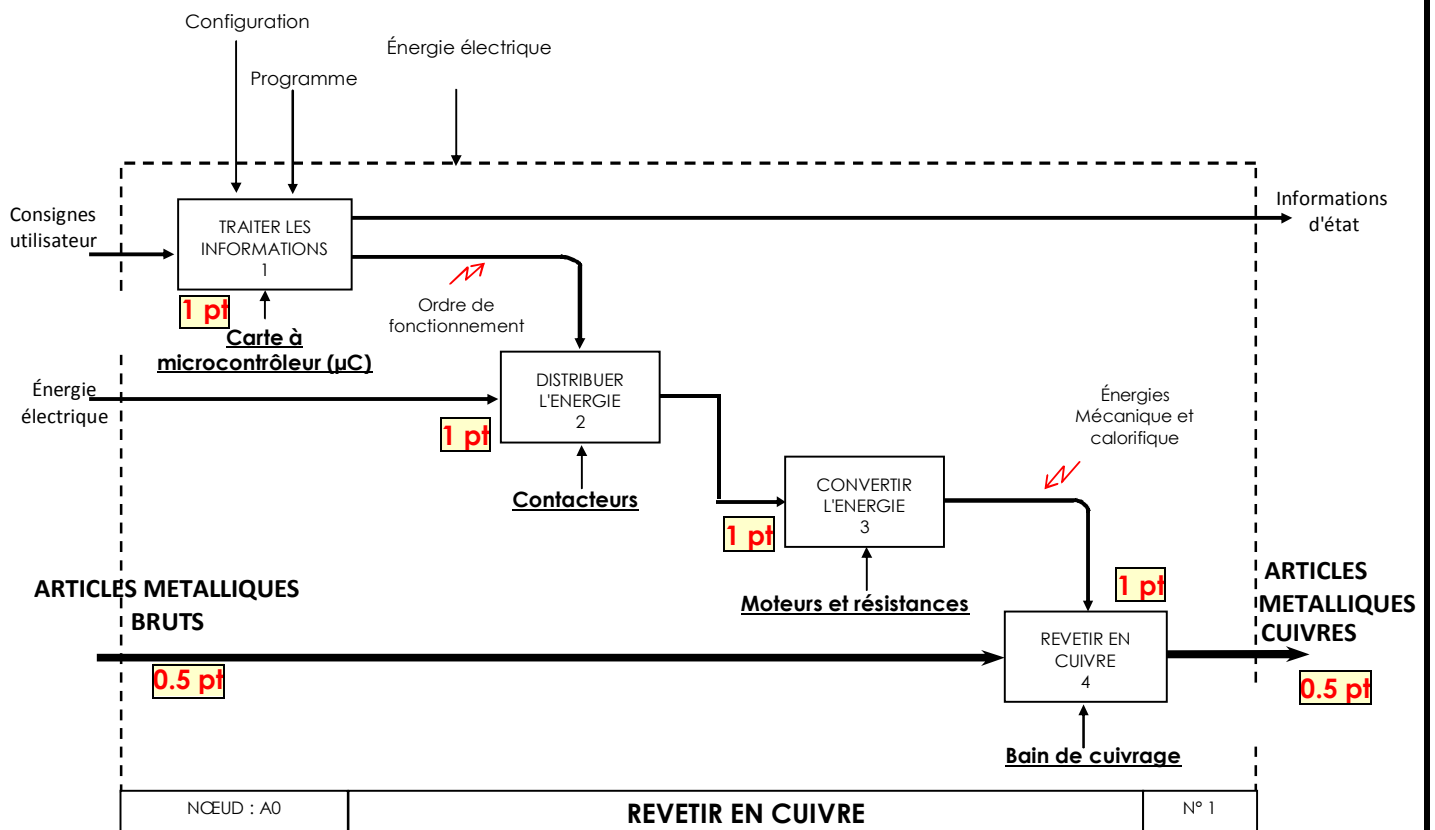 Configuration
Énergie électrique
Programme
Consignes
utilisateur
TRAITER LES
INFORMATIONS
1
Informations
d'état
1 pt
Ordre de
fonctionnement
Carte à
microcontrôleur (µC)
Énergie
électrique
DISTRIBUER
L'ENERGIE
2
1 pt
Énergies
Mécanique et
calorifique
Contacteurs
CONVERTIR
L'ENERGIE
3
1 pt
Moteurs et résistances
1 pt
ARTICLES METALLIQUES
BRUTS
0.5 pt
REVETIR EN
CUIVRE
4
ARTICLES
METALLIQUES
CUIVRES
0.5 pt
Bain de cuivrage
NŒUD : A0
REVETIR EN CUIVRE
N° 1